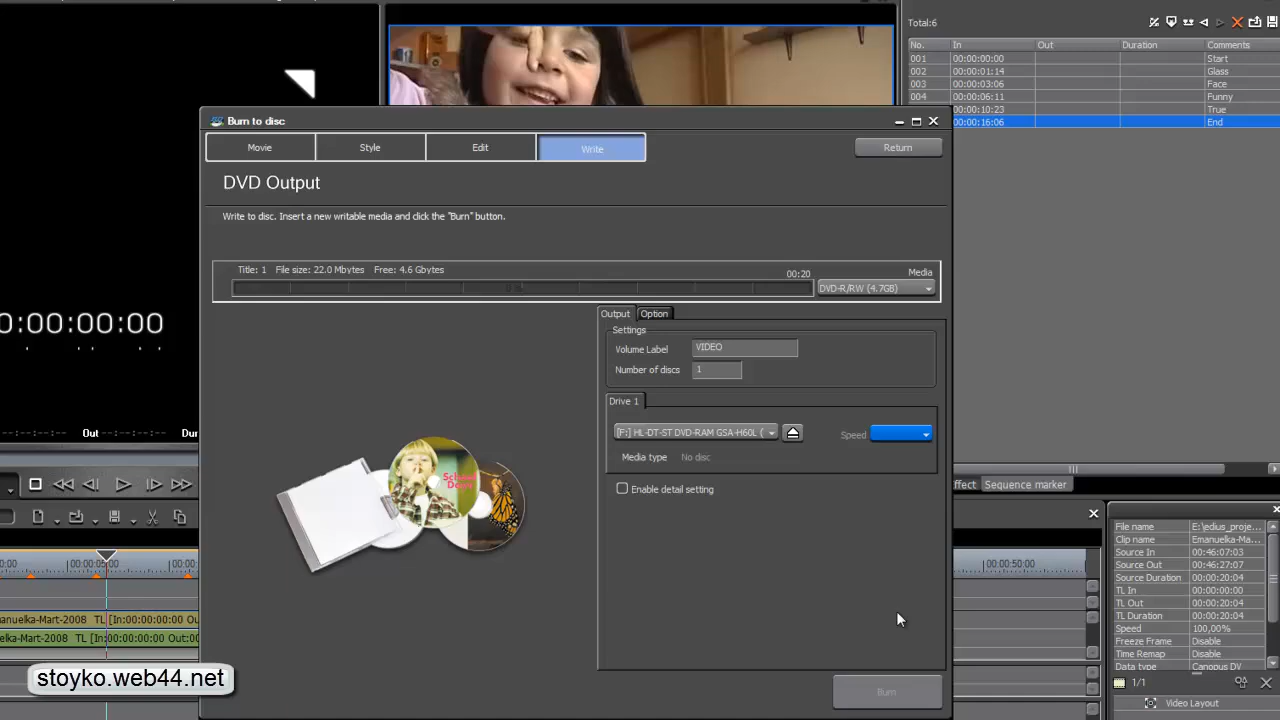 Total:6
No. In Out Duration Comments
001 00:00:00:00 Start
002 00:00:01:14 Glass
003 00:00:03:06 Face
004 00:00:06:11 Funny
00:00:10:23 True
00:00:16:06 End
Burn to disc
Movie Style Edit Write Return
DVD Output
Write to disc. Insert a new writable media and click the "Burn" button.
Title: 1 File size: 22.0 Mbytes Free: 4.6 Gbytes
00:20
Media
DVD-R/RW (4.7GB)
Output Option
Settings
Volume Label VIDEO
Number of discs 1
Drive 1
[F:] HL-DT-ST DVD-RAM GSA-H60L (
Speed
Media type No disc
Enable detail setting
Burn
0:00:00:00
--:--:--:-- Out --:--:--:-- Dur
School
Days
ffect Sequence marker
:00 00:00:05:00 00:00
00:00:50:00
anuelka-Mart-2008 TL [In:00:00:00:00
elka-Mart-2008 TL [In:00:00:00:00 Out:00
File name E:\edius_proje...
Clip name Emanuelka-Ma...
Source In 00:46:07:03
Source Out 00:46:27:07
Source Duration 00:00:20:04
TL In 00:00:00:00
TL Out 00:00:20:04
TL Duration 00:00:20:04
Speed 100,00%
Freeze Frame Disable
Time Remap Disable
Data type Canopus DV
1/1
Video Layout
stoyko.web44.net